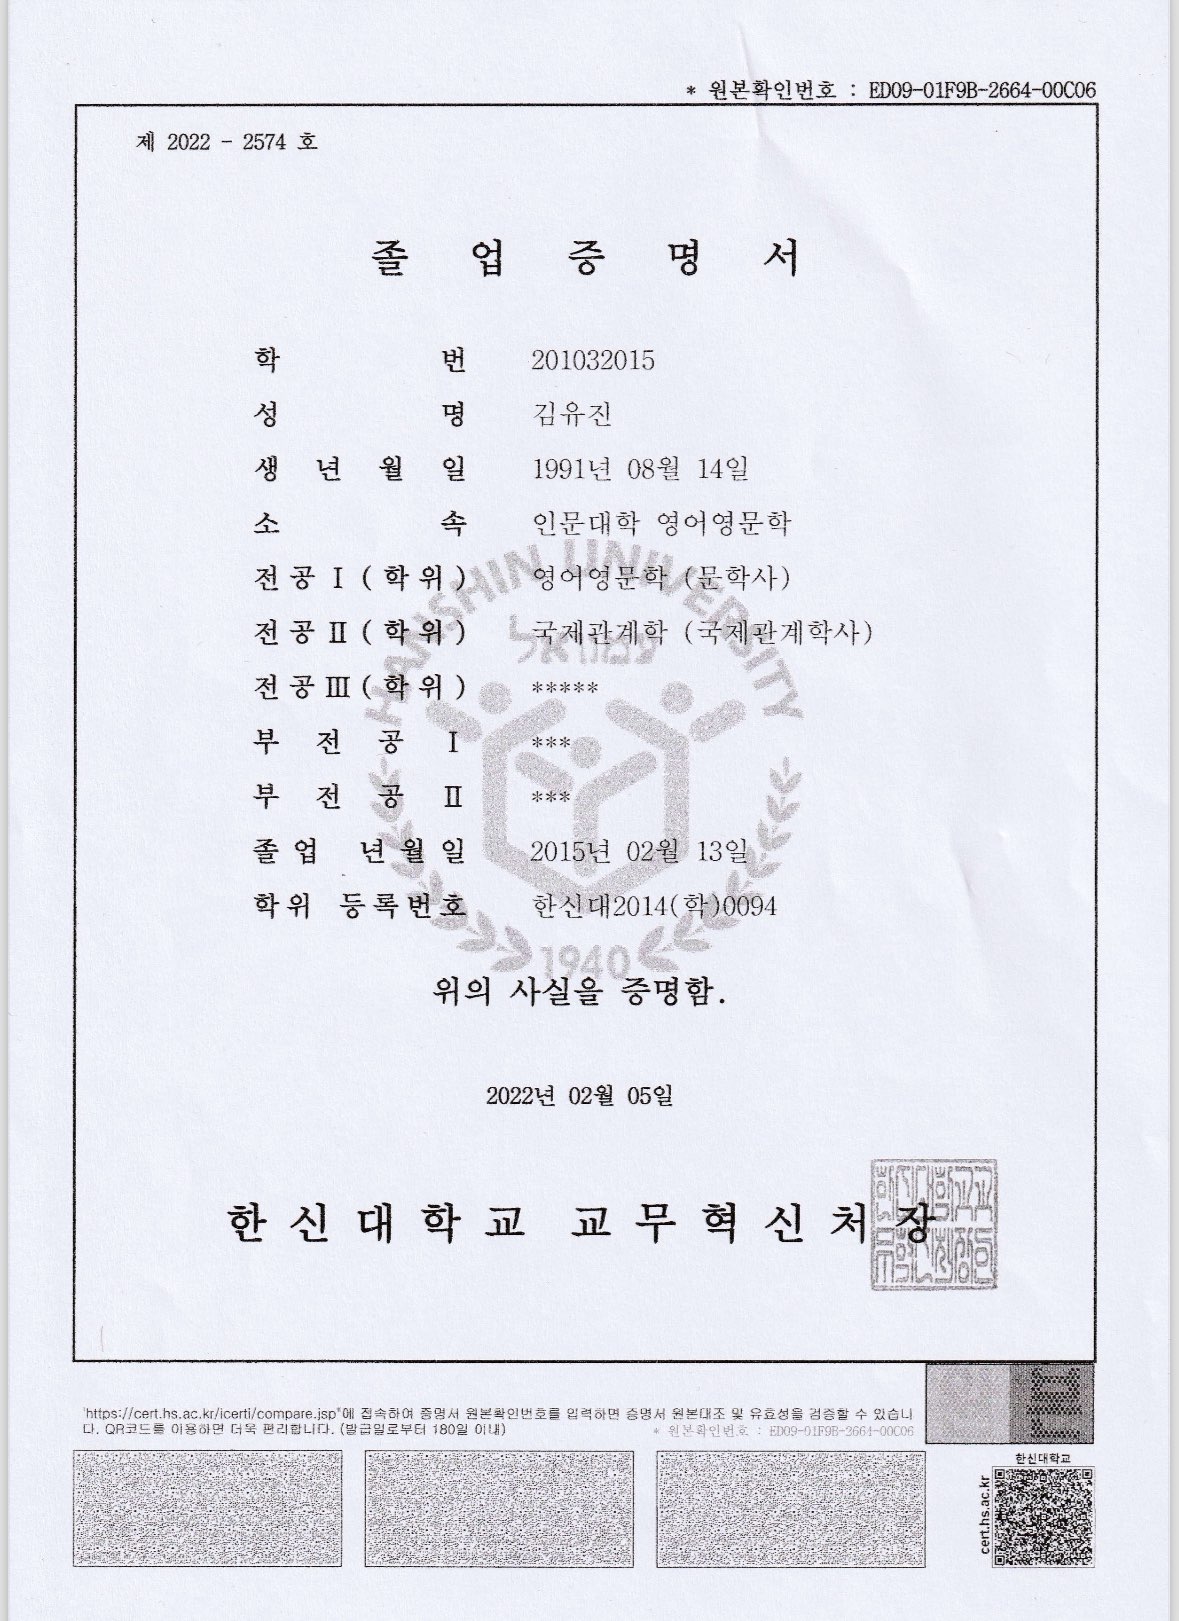 * 원본확인번호 : ED09-01F9B-2664-00C06
제 2022 - 2574 호
졸 업 증 명 서
학 번 201032015
성 명 김유진
생 년 월 일 1991년 08월 14일
소 속 인문대학 영어영문학
전공Ⅰ(학위) 영어영문학 (문학사)
전공Ⅱ(학위) 국제관계학 (국제관계학사)
전공Ⅲ(학위) *****
부 전 공 Ⅰ ***
부 전 공 Ⅱ ***
졸업 년월일 2015년 02월 13일
학위 등록번호 한신대2014(학)0094
HANSHIN UNIVERSITY
עמנואל
1940
위의 사실을 증명함.
2022년 02월 05일
한신대학교 교무혁신처장
'https://cert.hs.ac.kr/icerti/compare.jsp"에 접속하여 증명서 원본확인번호를 입력하면 증명서 원본대조 및 유효성을 검증할 수 있습니
다. QR코드를 이용하면 더욱 편리합니다. (발급일로부터 180일 이내)
* 원본확인번호 : ED09-01F9B-2664-00C06
한신대학교
cert.hs.ac.kr